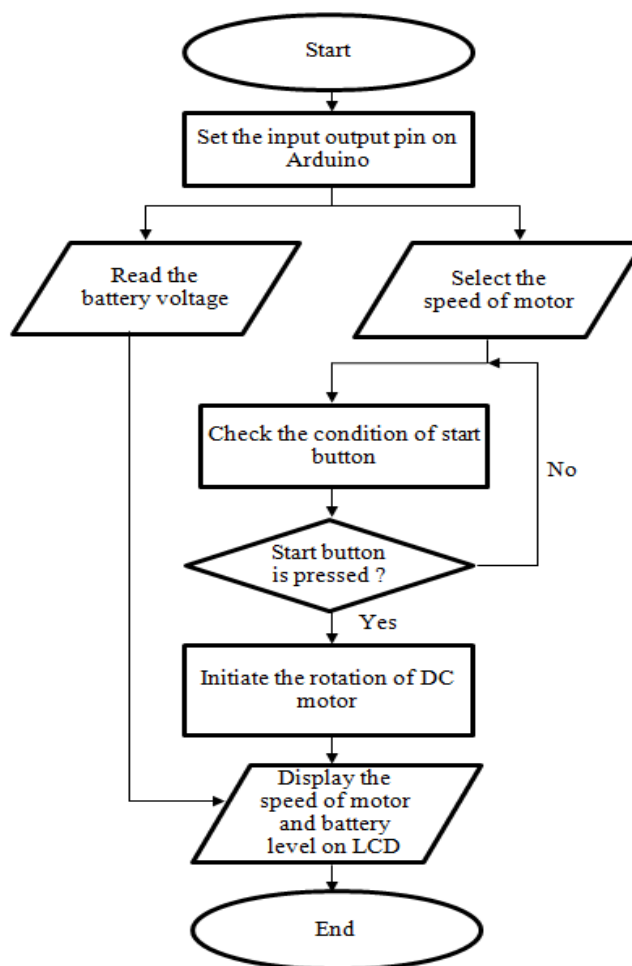 Start
Set the input output pin on
Arduino
Read the
battery voltage
Select the
speed of motor
Check the condition of start
button
No
Start button
is pressed ?
Yes
Initiate the rotation of DC
motor
Display the
speed of motor
and battery
level on LCD
End